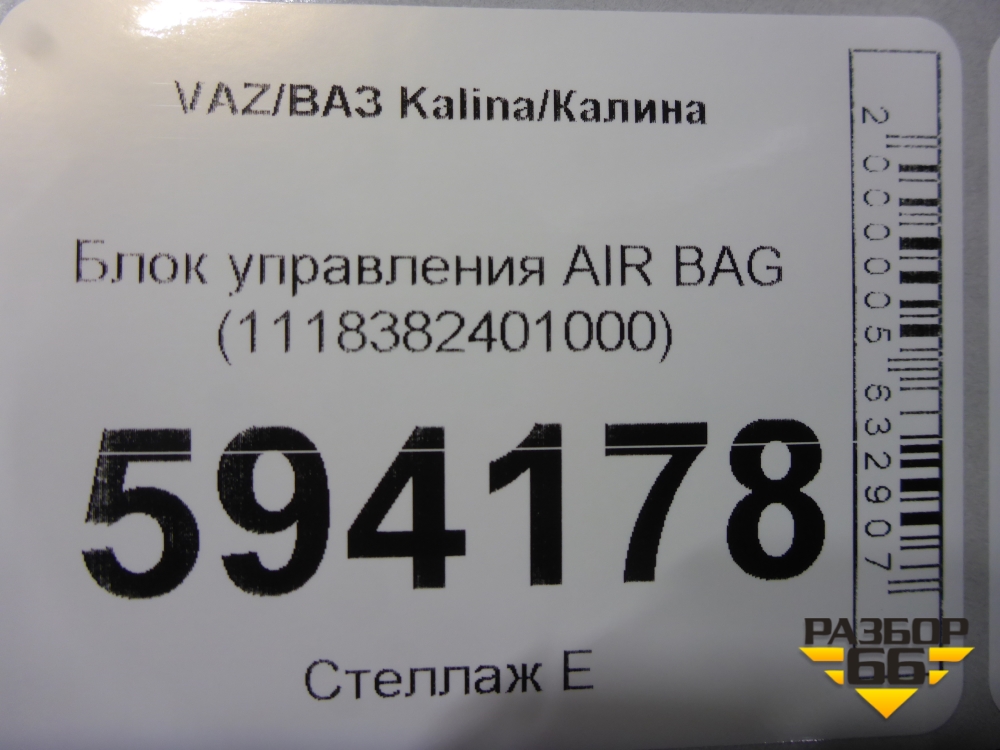 VAZ/ВАЗ Kalina/Калина
Блок управления AIR BAG
(1118382401000)
594178
Стеллаж Е
2000005632907
РАЗБОР
66